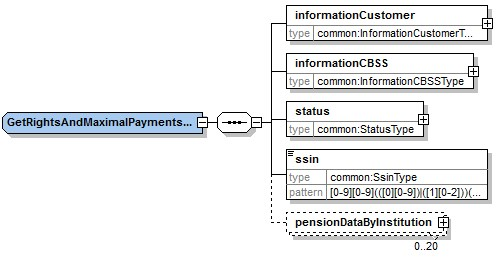 informationCustomer
type common:InformationCustomerT...
informationCBSS
type common:InformationCBSSType
GetRightsAndMaximalPayments...
status
type common:StatusType
ssin
type common:SsinType
pattern [0-9][0-9](([0][0-9])|([1][0-2]))(...
pensionDataByInstitution
0..20